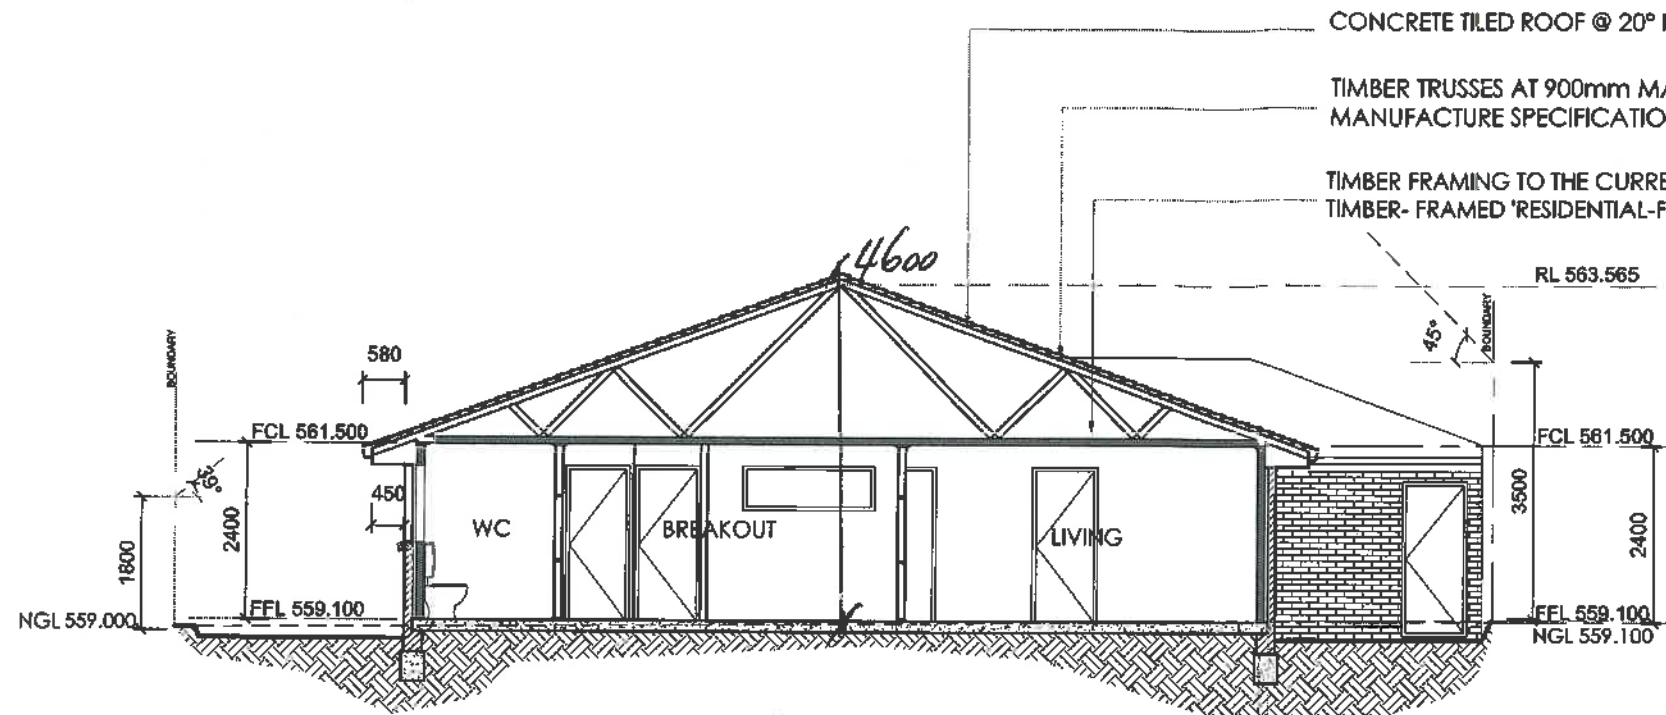 CONCRETE TILED ROOF @ 20°
TIMBER TRUSSES AT 900mm
MANUFACTURE SPECIFICATIO
TIMBER FRAMING TO THE CURRE
TIMBER- FRAMED 'RESIDENTIAL-F
4600
RL 563.565
BOUNDARY
45°
BOUNDARY
580
FCL 561.500
FCL 561.500
450
2400
1800
WC
BREAKOUT
LIVING
3500
2400
FFL 559.100
NGL 559.000
FFL 559.100
NGL 559.100